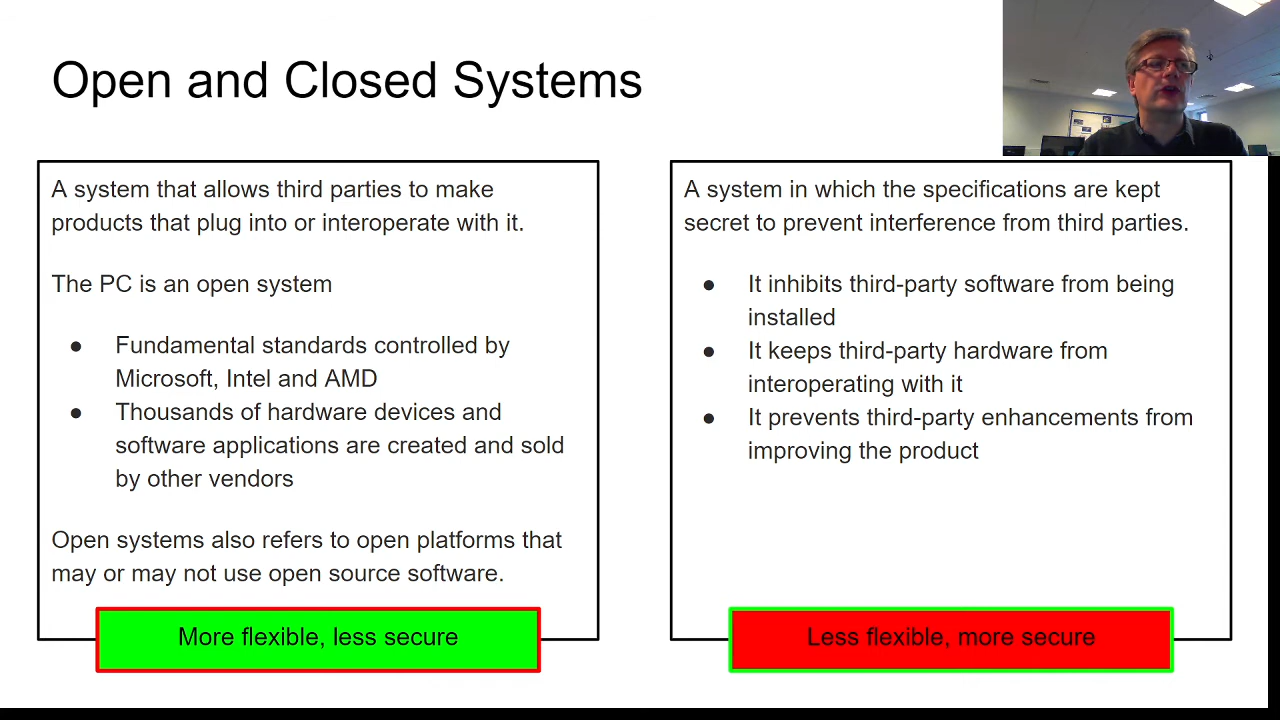 Open and Closed Systems
A system that allows third parties to make
products that plug into or interoperate with it.
The PC is an open system
● Fundamental standards controlled by
Microsoft, Intel and AMD
● Thousands of hardware devices and
software applications are created and sold
by other vendors
Open systems also refers to open platforms that
may or may not use open source software.
More flexible, less secure
A system in which the specifications are kept
secret to prevent interference from third parties.
● It inhibits third-party software from being
installed
● It keeps third-party hardware from
interoperating with it
● It prevents third-party enhancements from
improving the product
Less flexible, more secure